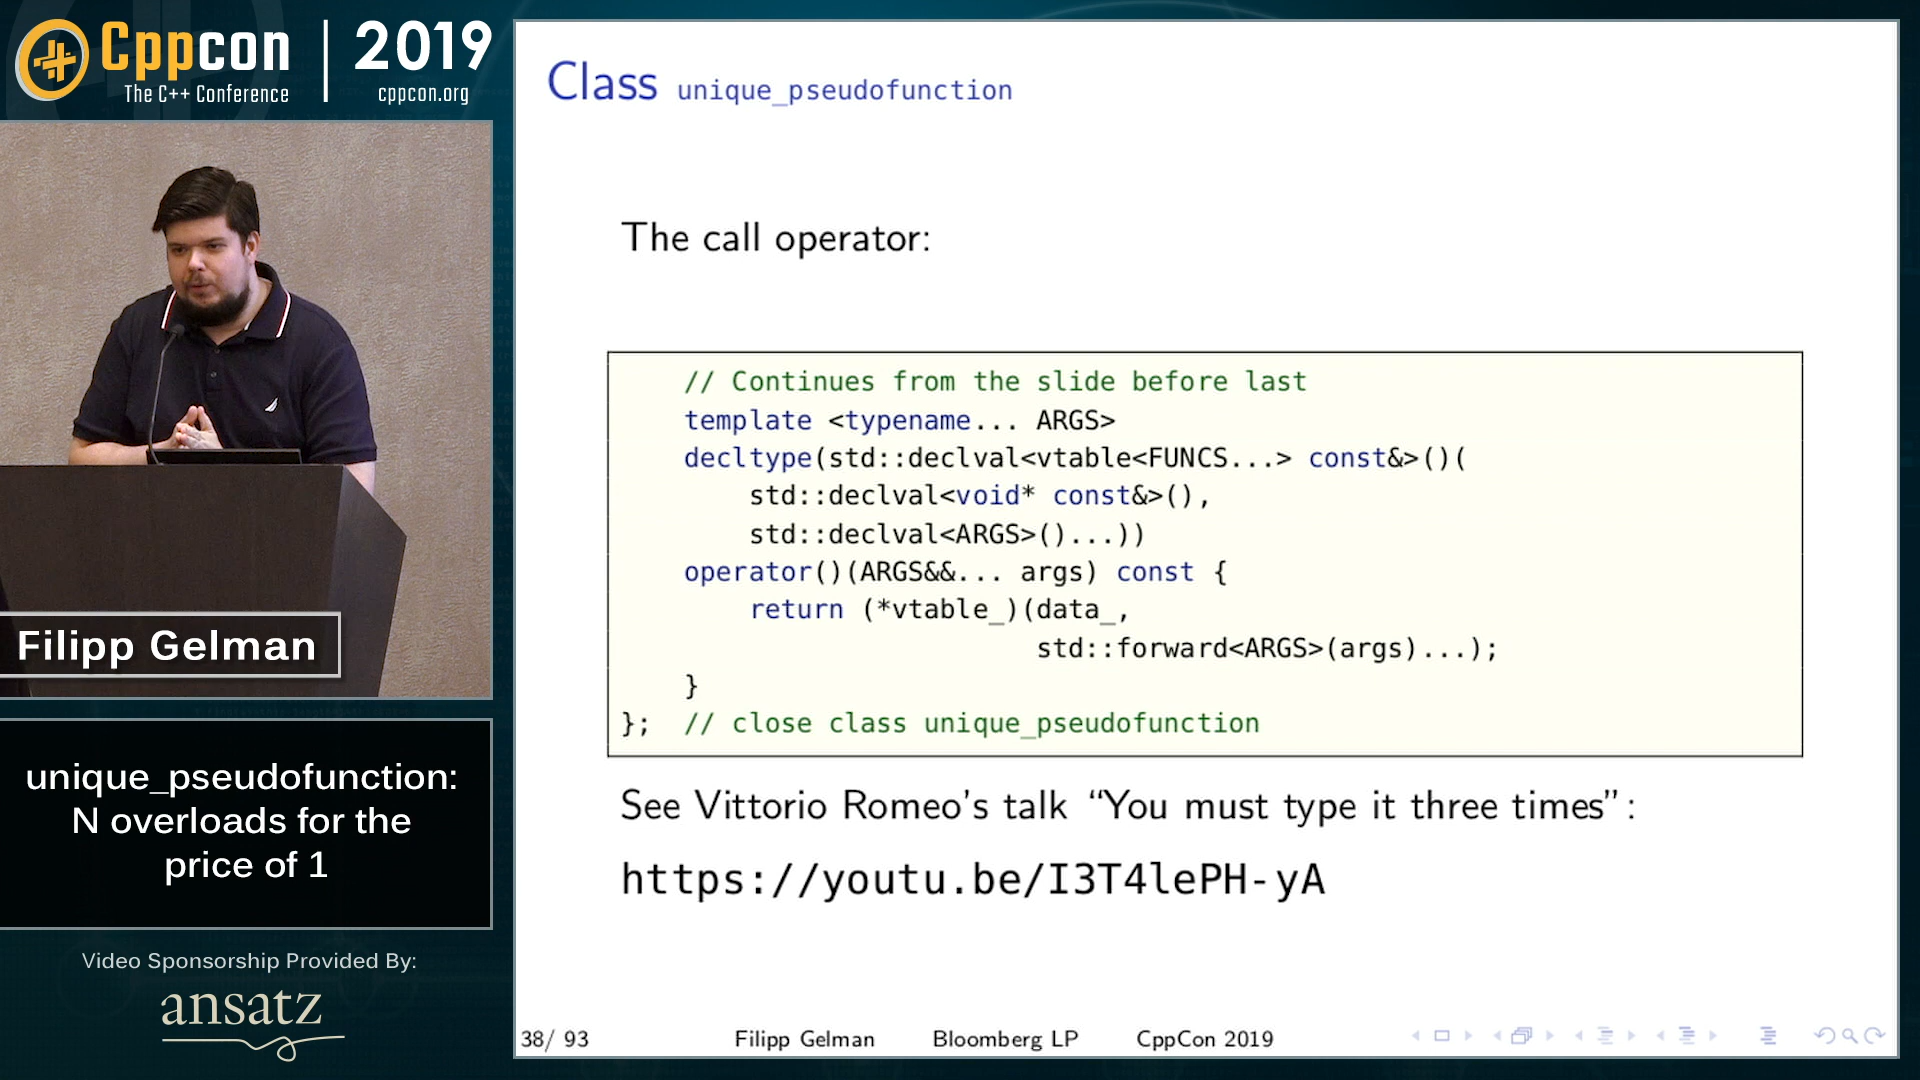 Cppcon
The C++ Conference
2019
cppcon.org
Filipp Gelman
unique_pseudofunction:
N overloads for the
price of 1
Video Sponsorship Provided By:
ansatz
Class unique_pseudofunction
The call operator:
// Continues from the slide before last
template <typename... ARGS>
decltype(std::declval<vtable<FUNCS...> const&>()(
std::declval<void* const&>(),
std::declval<ARGS>()...))
operator()(ARGS&&... args) const {
return (*vtable_)(data_,
std::forward<ARGS>(args)...);
}
}; // close class unique_pseudofunction
See Vittorio Romeo's talk “You must type it three times”:
https://youtu.be/I3T4lePH-yA
38/ 93 Filipp Gelman Bloomberg LP CppCon 2019